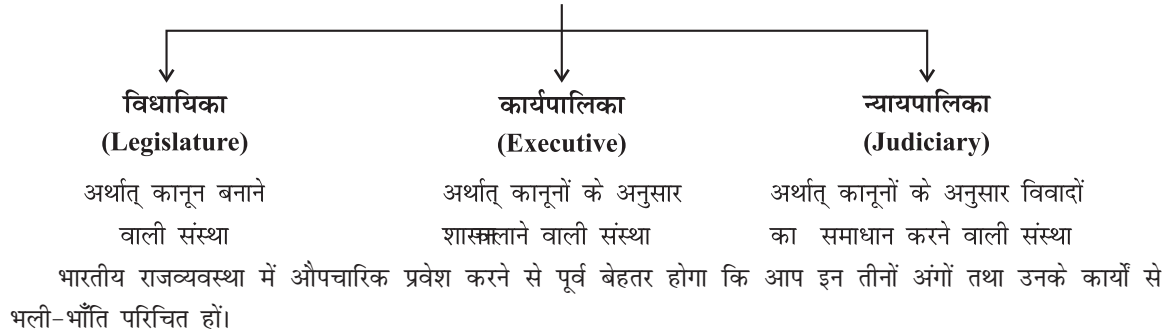 विधायिका
(Legislature)
अर्थात् कानून बनाने
वाली संस्था
कार्यपालिका
(Executive)
अर्थात् कानूनों के अनुसार
वाली संस्था
न्यायपालिका
(Judiciary)
अर्थात् कानूनों के अनुसार विवादों
का समाधान करने वाली संस्था
भारतीय राजव्यवस्था में औपचारिक प्रवेश करने से पूर्व बेहतर होगा कि आप इन तीनों अंगों तथा उनके कार्यों से
भली-भाँति परिचित हों।